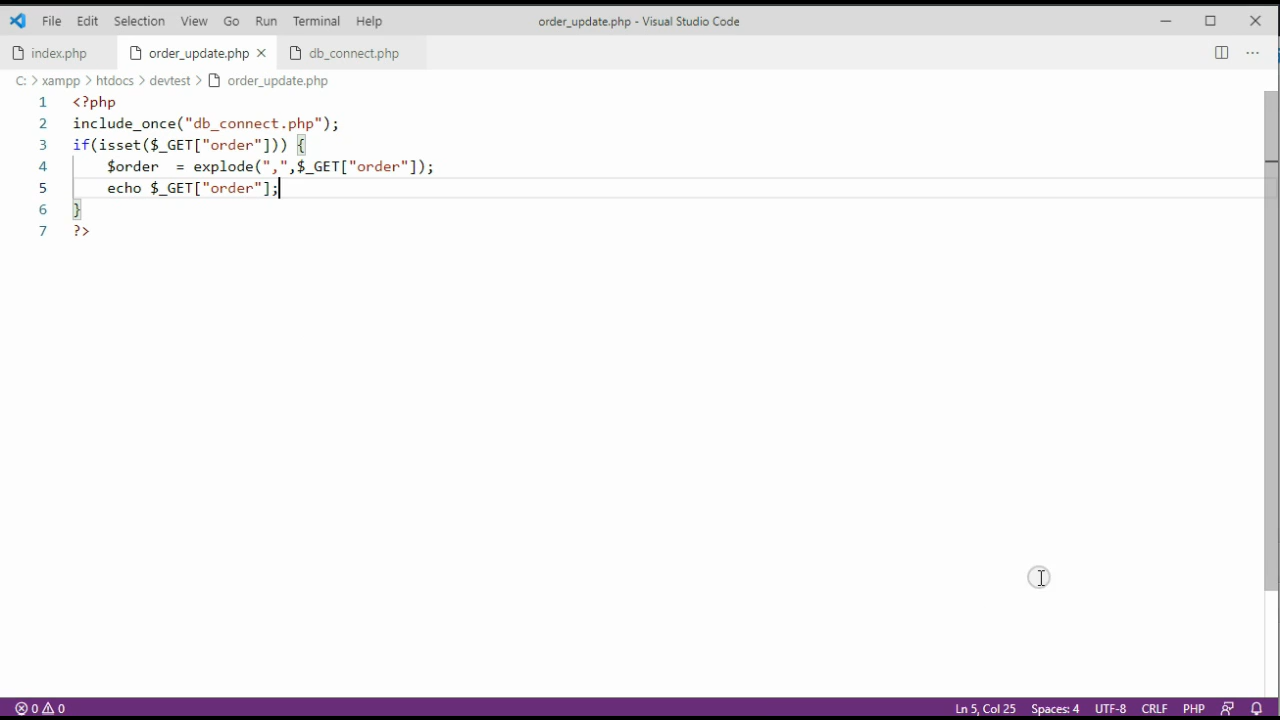 File Edit Selection View Go Run Terminal Help order_update.php - Visual Studio Code
index.php order_update.php db_connect.php
C: > xampp > htdocs > devtest > order_update.php
1 <?php
2 include_once("db_connect.php");
3 if(isset($_GET["order"])) {
4 $order  = explode(",",$_GET["order"]);
5 echo $_GET["order"];
6 }
7 ?>
0 0 Ln 5, Col 25 Spaces: 4 UTF-8 CRLF PHP